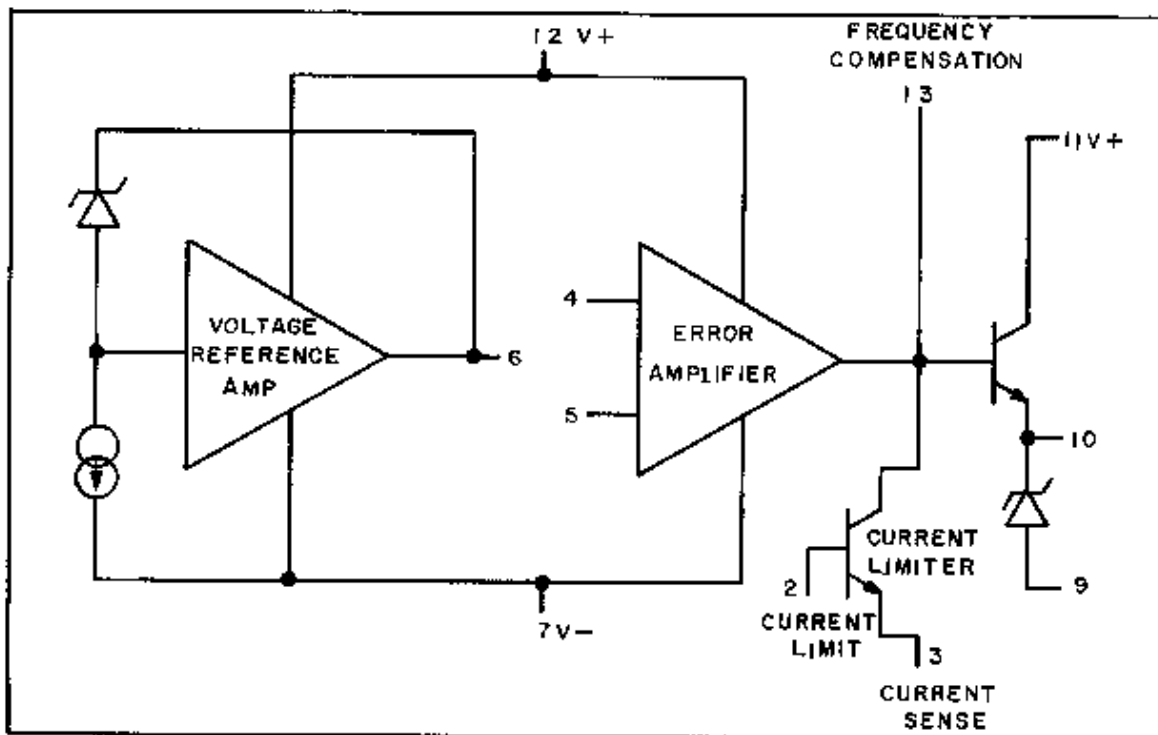 12 V+
FREQUENCY
COMPENSATION
13
11V+
4
VOLTAGE
REFERENCE
AMP
6
ERROR
AMPLIFIER
5
10
CURRENT
LIMITER
2
9
7V-
CURRENT
LIMIT
3
CURRENT
SENSE